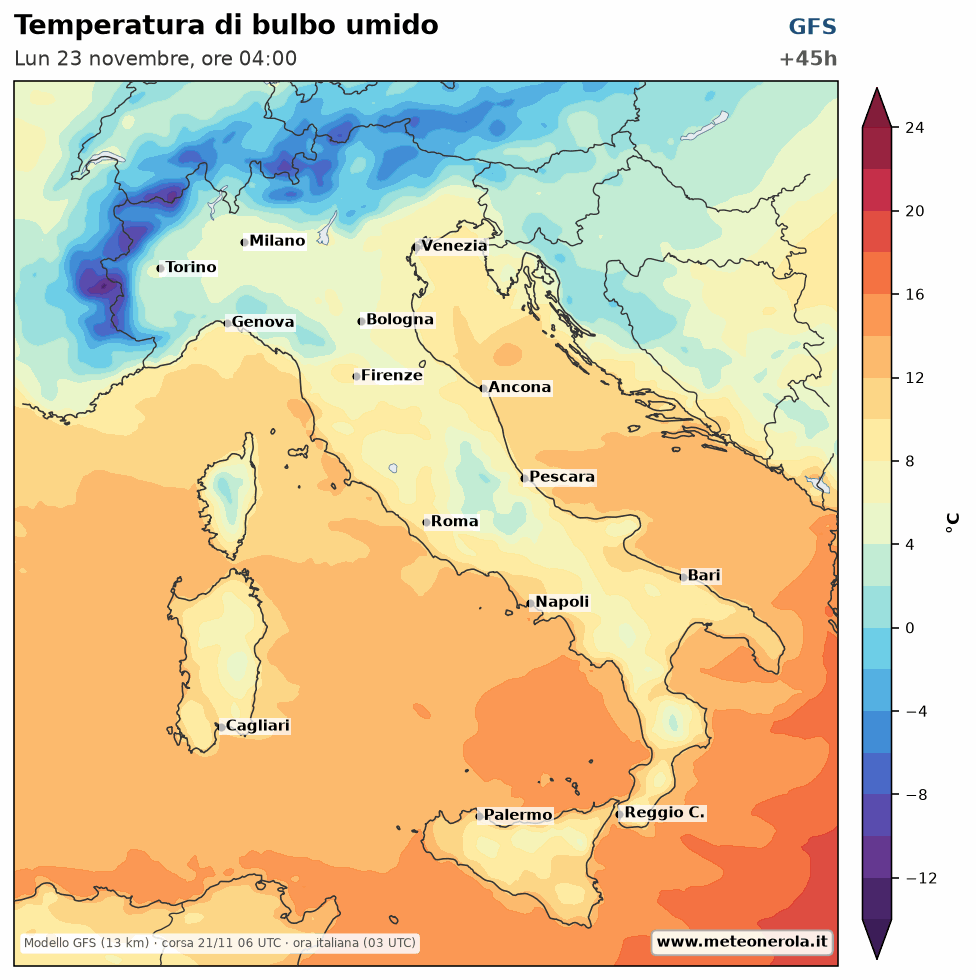 Temperatura di bulbo umido
GFS
Lun 23 novembre, ore 04:00
+45h
Milano
Venezia
Torino
Genova
Bologna
Firenze
Ancona
Pescara
Roma
Bari
Napoli
Cagliari
Palermo
Reggio C.
24
20
16
12
8
4
0
−4
−8
−12
°C
Modello GFS (13 km) · corsa 21/11 06 UTC · ora italiana (03 UTC)
www.meteonerola.it